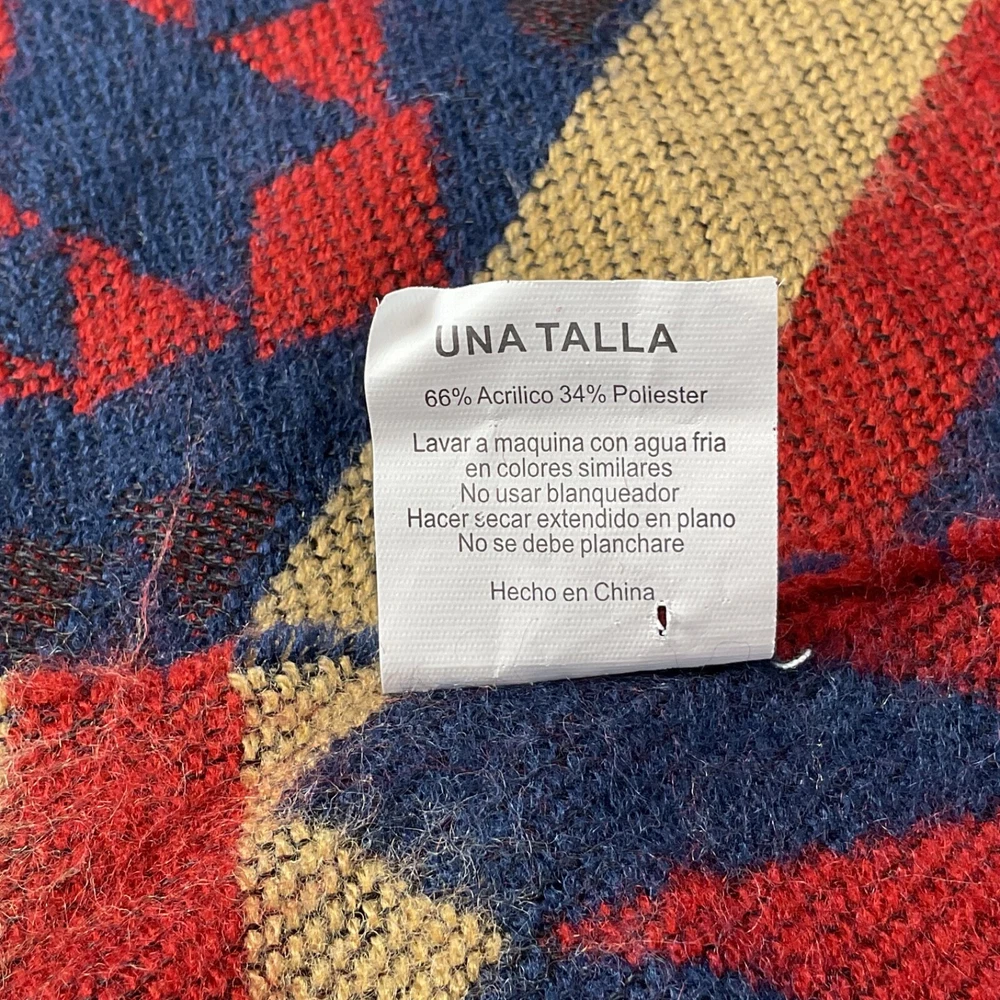 UNA TALLA
66% Acrilico 34% Poliester
Lavar a maquina con agua fria
en colores similares
No usar blanqueador
Hacer secar extendido en plano
No se debe planchare
Hecho en China